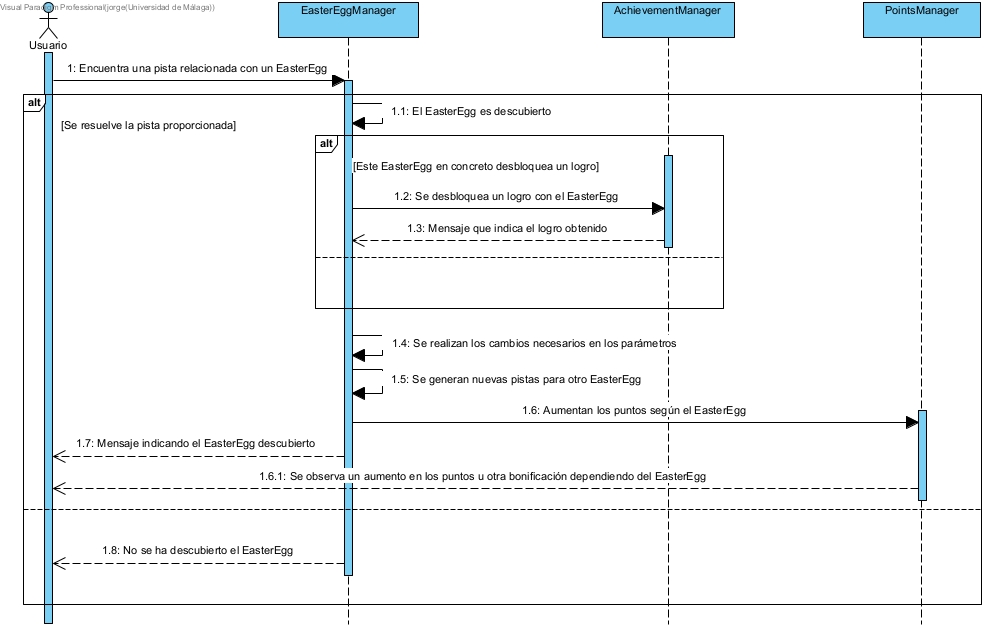 Visual Paradigm Professional(jorge(Universidad de Málaga))
Usuario
EasterEggManager
AchievementManager
PointsManager
1: Encuentra una pista relacionada con un EasterEgg
alt
1.1: El EasterEgg es descubierto
[Se resuelve la pista proporcionada]
alt
[Este EasterEgg en concreto desbloquea un logro]
1.2: Se desbloquea un logro con el EasterEgg
1.3: Mensaje que indica el logro obtenido
1.4: Se realizan los cambios necesarios en los parámetros
1.5: Se generan nuevas pistas para otro EasterEgg
1.6: Aumentan los puntos según el EasterEgg
1.7: Mensaje indicando el EasterEgg descubierto
1.6.1: Se observa un aumento en los puntos u otra bonificación dependiendo del EasterEgg
1.8: No se ha descubierto el EasterEgg